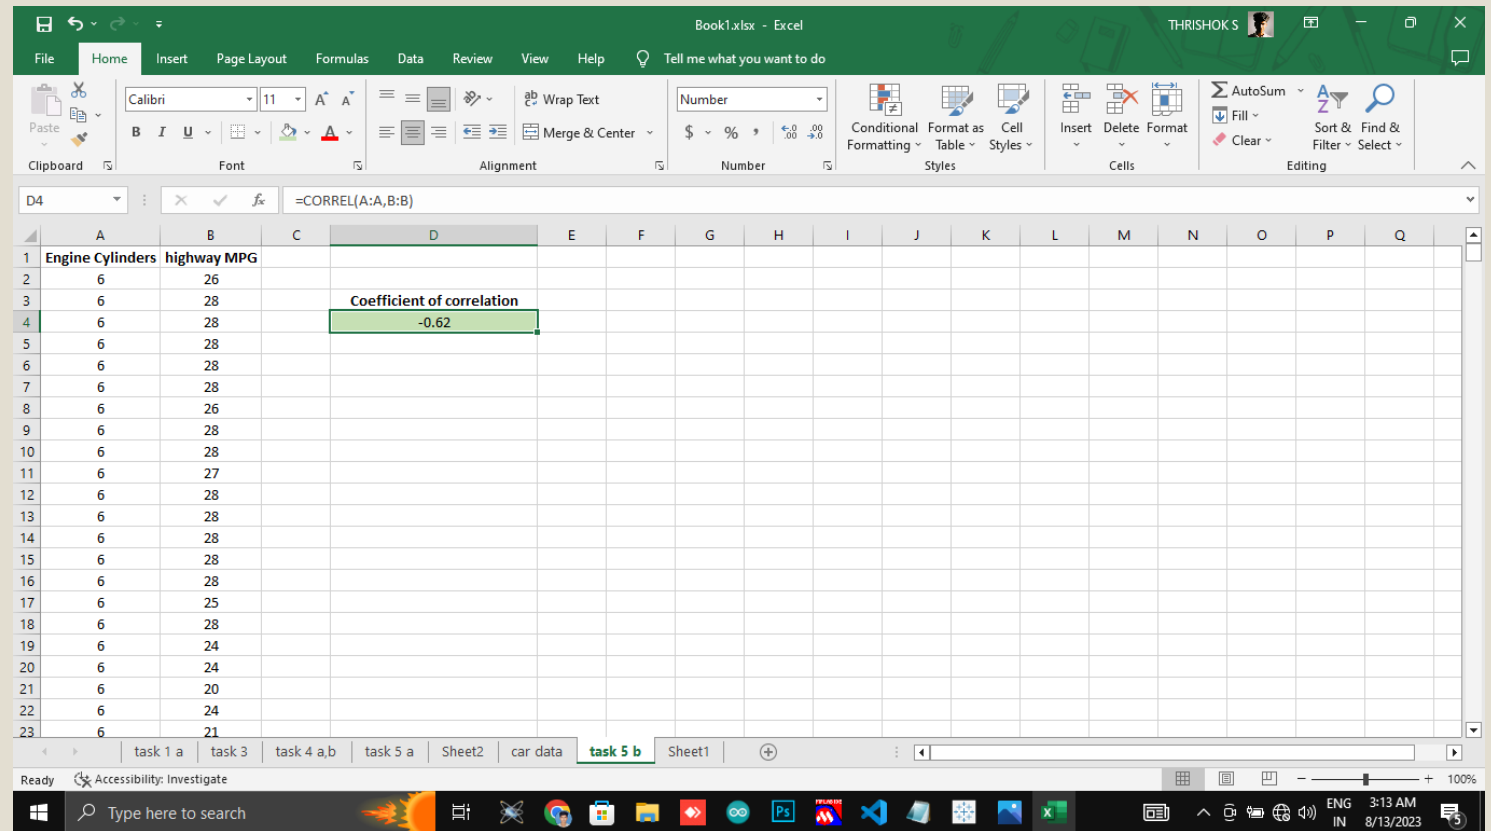 Book1.xlsx - Excel
THRISHOK S
File Home Insert Page Layout Formulas Data Review View Help Tell me what you want to do
Paste
Clipboard
Calibri 11 A A
B I U A
Font
ab Wrap Text
Merge & Center
Alignment
Number
$ % , .00
Number
Conditional Formatting
Format as Table
Cell Styles
Styles
Insert Delete Format
Cells
AutoSum
Fill
Clear
Sort & Filter
Find & Select
Editing
D4 fx =CORREL(A:A,B:B)
A B C D E F G H I J K L M N O P Q
1 Engine Cylinders highway MPG
2 6 26
3 6 28 Coefficient of correlation
4 6 28 -0.62
5 6 28
6 6 28
7 6 28
8 6 26
9 6 28
10 6 28
11 6 27
12 6 28
13 6 28
14 6 28
15 6 28
16 6 28
17 6 25
18 6 28
19 6 24
20 6 24
21 6 20
22 6 24
23 6 21
task 1 a task 3 task 4 a,b task 5 a Sheet2 car data task 5 b Sheet1
Ready Accessibility: Investigate 100%
Type here to search
Ps
ENG
IN
3:13 AM
8/13/2023
5